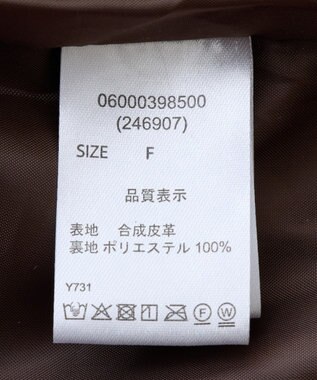 06000398500
(246907)
SIZE F
品質表示
表地 合成皮革
裏地 ポリエステル 100%
Y731
F W